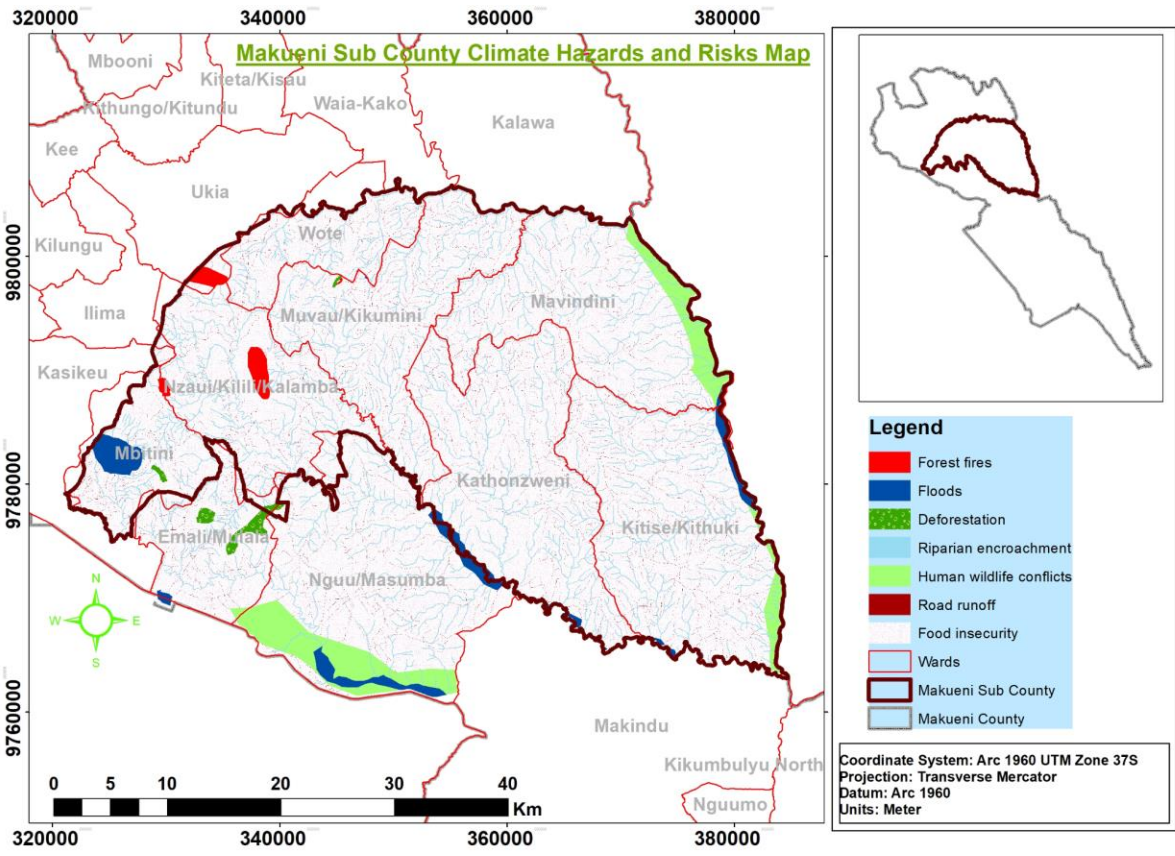 320000 340000 360000 380000
Makueni Sub County Climate Hazards and Risks Map
Mbooni
Kiteta/Kisau
Kithungo/Kitundu
Waia-Kako
Kalawa
Kee
Ukia
Kilungu
Wote
9800000
Ilima
Mavindini
Muvau/Kikumini
Kasikeu
Nzaui/Kilili/Kalamba
Mbitini
9780000
Kathonzweni
Kitise/Kithuki
Emali/Mulala
Nguu/Masumba
N
W E
S
9760000
Makindu
Kikumbulyu North
Nguumo
0 5 10 20 30 40
Km
320000 340000 360000 380000
Legend
Forest fires
Floods
Deforestation
Riparian encroachment
Human wildlife conflicts
Road runoff
Food insecurity
Wards
Makueni Sub County
Makueni County
Coordinate System: Arc 1960 UTM Zone 37S
Projection: Transverse Mercator
Datum: Arc 1960
Units: Meter